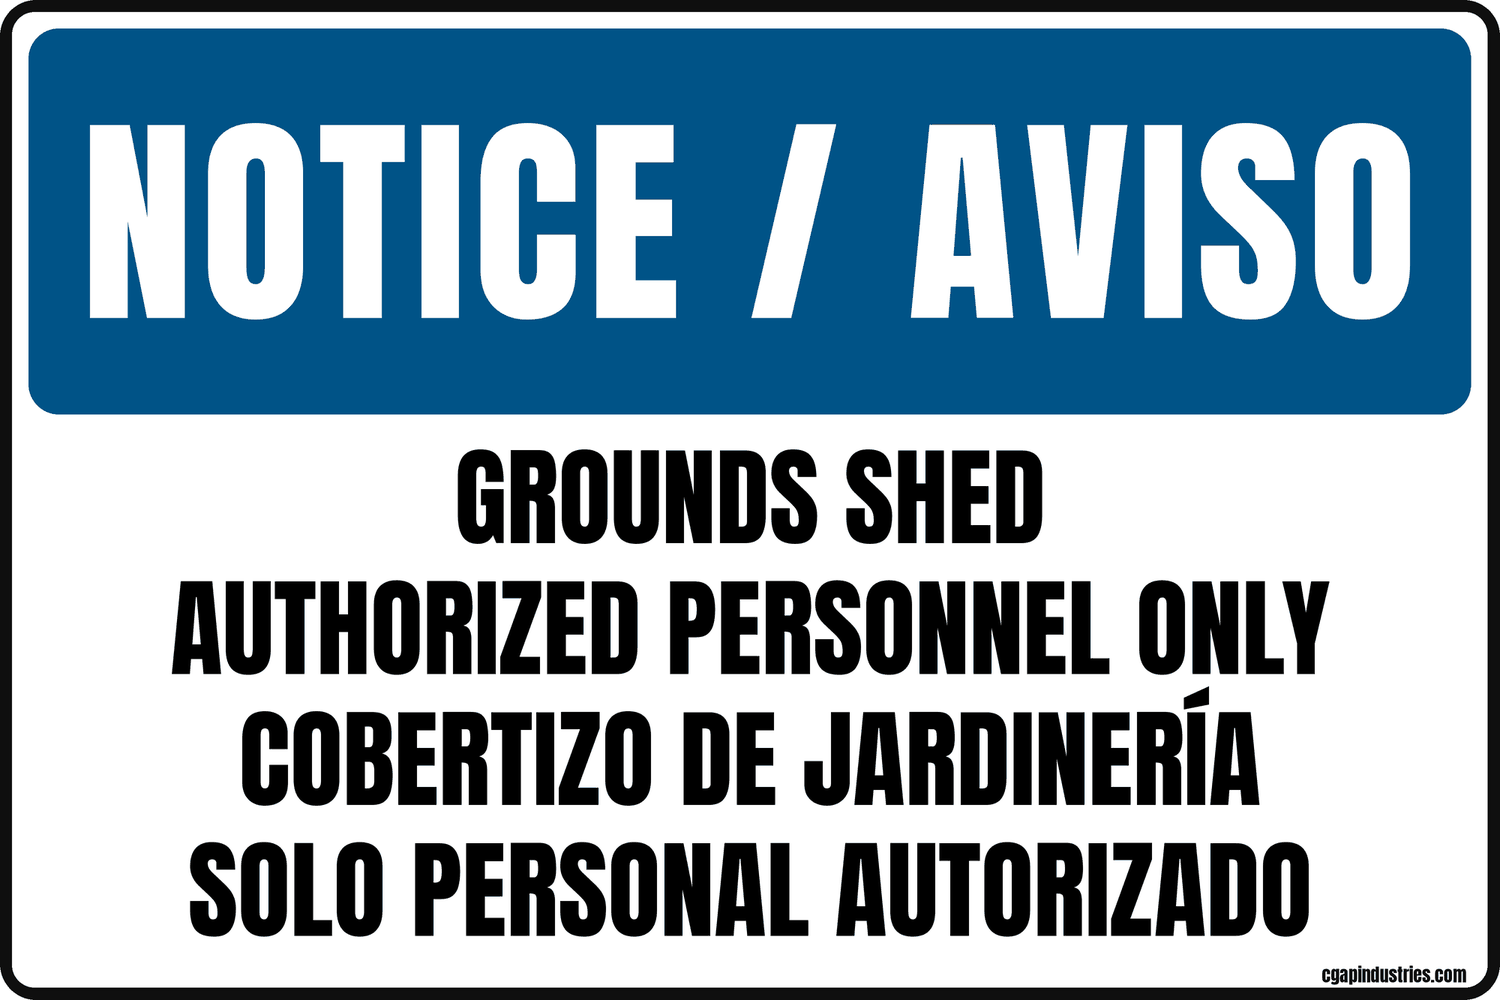 NOTICE / AVISO
GROUNDS SHED
AUTHORIZED PERSONNEL ONLY
COBERTIZO DE JARDINERÍA
SOLO PERSONAL AUTORIZADO
cgapindustries.com